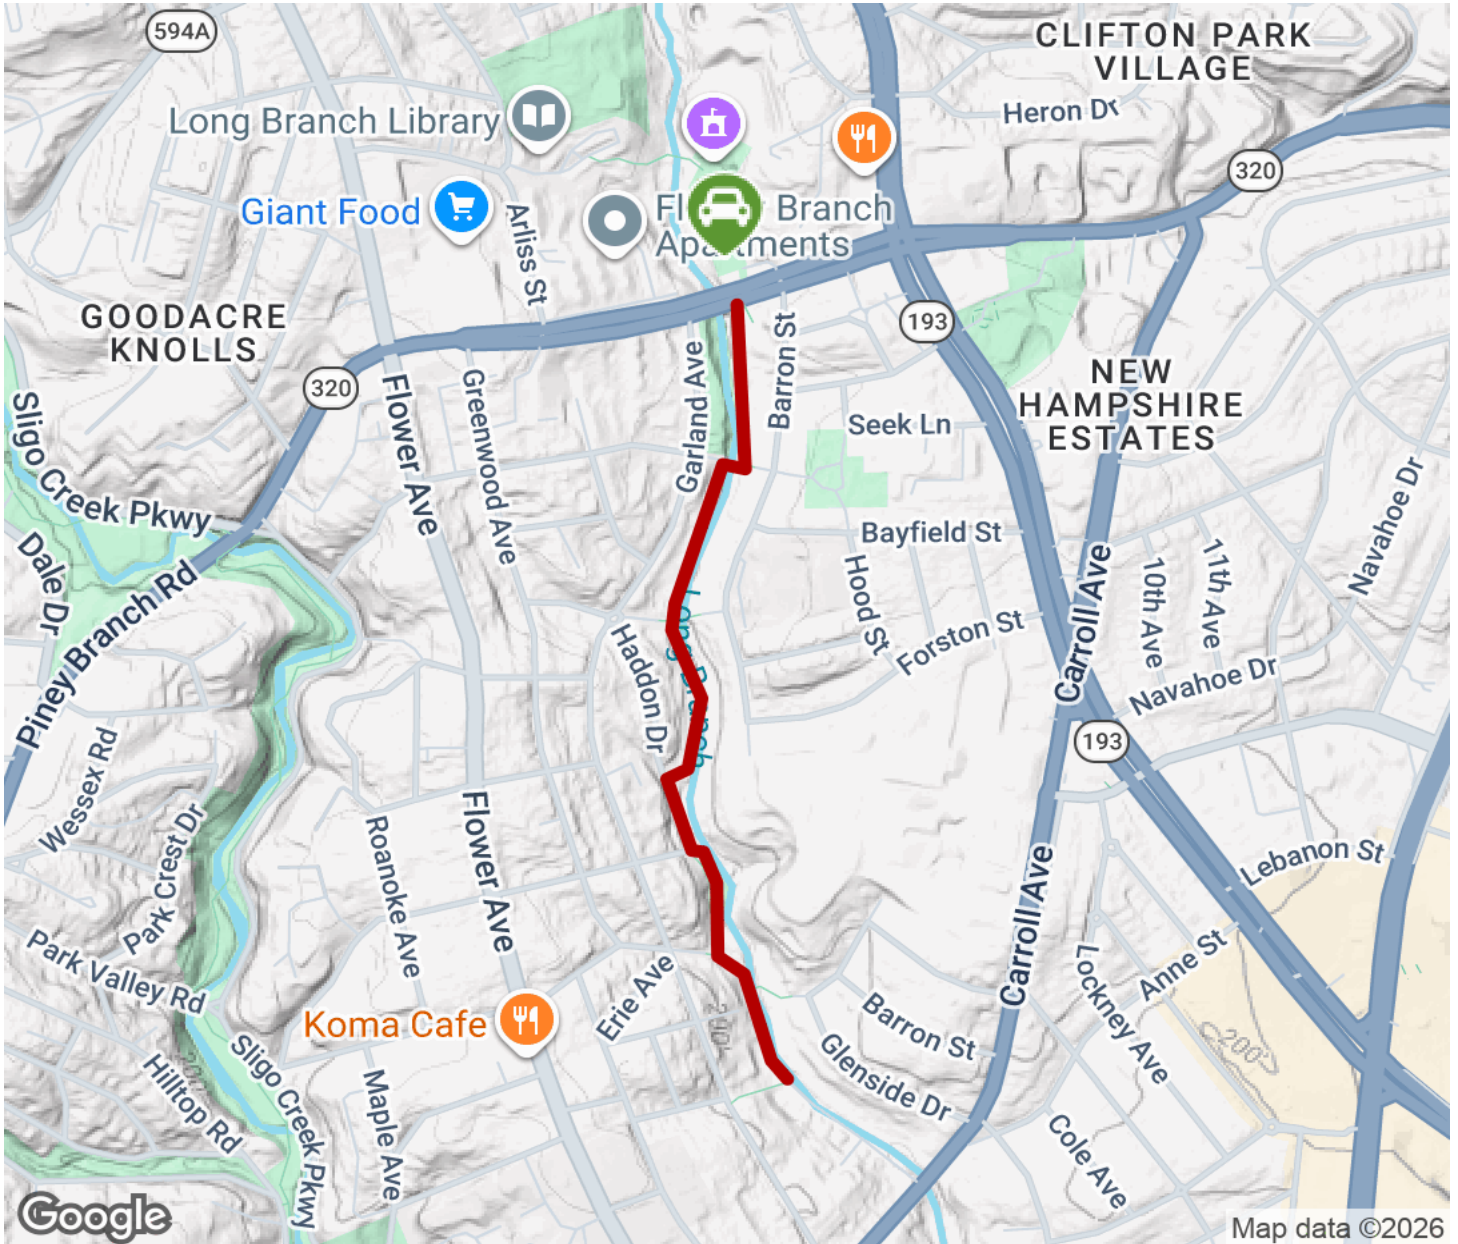 594A
CLIFTON PARK
VILLAGE
Heron Dr
Long Branch Library
320
Giant Food
Branch
Arliss St
GOODACRE
KNOLLS
193
Barron St
Garland Ave
NEW
HAMPSHIRE
ESTATES
320
Flower Ave
Greenwood Ave
Seek Ln
Sligo Creek Pkwy
Navahoe Dr
Bayfield St
Dale Dr
Piney Branch Rd
Hood St
Forston St
Carroll Ave
10th Ave
11th Ave
Haddon Dr
Navahoe Dr
193
Wessex Rd
Park Crest Dr
Flower Ave
Roanoke Ave
Lebanon St
Carroll Ave
Park Valley Rd
Erie Ave
Lockney Ave
Anne St
Koma Cafe
Barron St
200'
Glenside Dr
Hilltop Rd
Sligo Creek Pkwy
Maple Ave
Cole Ave
Google
Map data ©2026